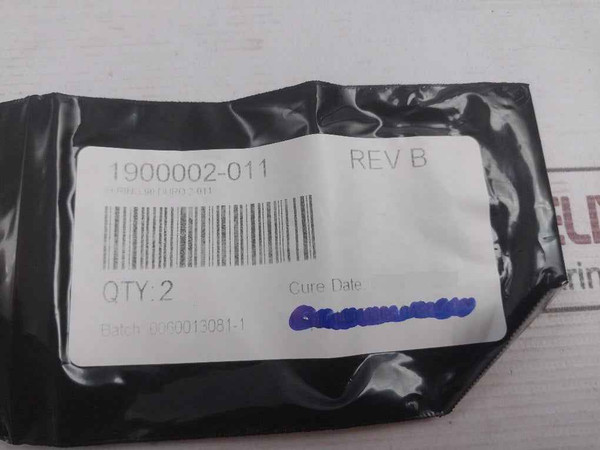 1900002-011 REV B
QTY: 2 Cure Date
Batch: 0060013081-1